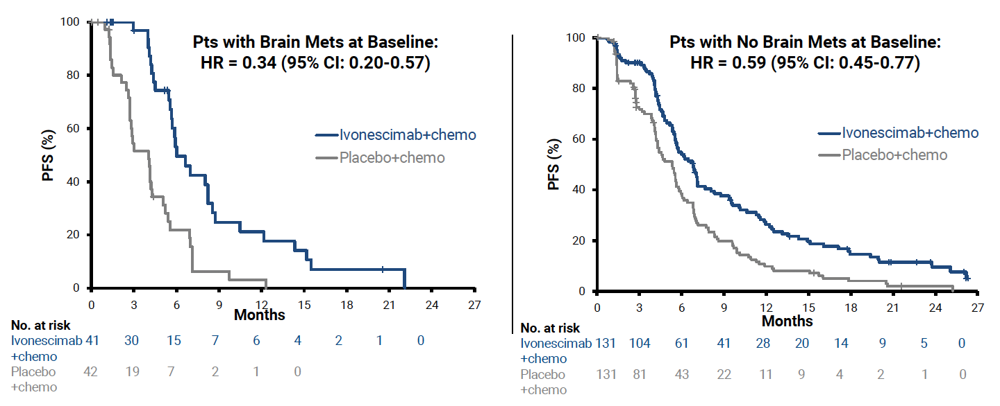 Pts with Brain Mets at Baseline:
HR = 0.34 (95% CI: 0.20-0.57)
PFS (%)
100
80
60
40
20
0
Ivonescimab+chemo
Placebo+chemo
0 3 6 9 12 15 18 21 24 27
Months
No. at risk
Ivonescimab 41 30 15 7 6 4 2 1 0
+chemo
Placebo 42 19 7 2 1 0
+chemo
Pts with No Brain Mets at Baseline:
HR = 0.59 (95% CI: 0.45-0.77)
PFS (%)
100
80
60
40
20
0
Ivonescimab+chemo
Placebo+chemo
0 3 6 9 12 15 18 21 24 27
Months
No. at risk
Ivonescimab 131 104 61 41 28 20 14 9 5 0
+chemo
Placebo 131 81 43 22 11 9 4 2 1 0
+chemo